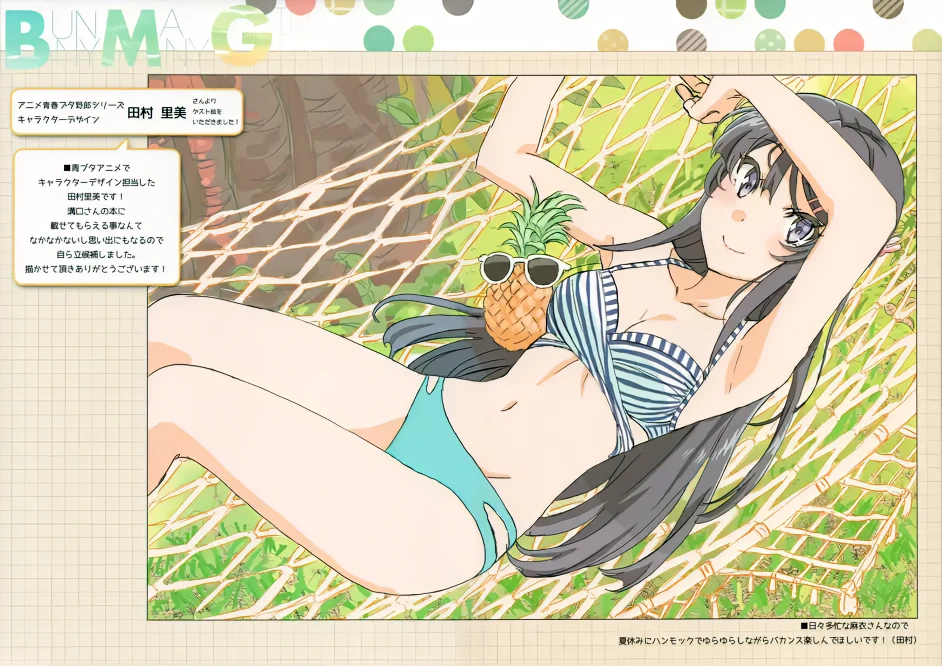 BUNNY MAGNY MG
アニメ青春ブタ野郎シリーズ
キャラクターデザイン
田村 里美
さんより
ゲスト絵を
いただきました!
■青ブタアニメで
キャラクターデザイン担当した
田村里美です!
溝口さんの本に
載せてもらえる事なんて
なかなかないし思い出にもなるので
自ら立候補しました。
描かせて頂きありがとうございます!
■日々多忙な麻衣さんなので
夏休みにハンモックでゆらゆらしながらバカンス楽しんでほしいです!(田村)